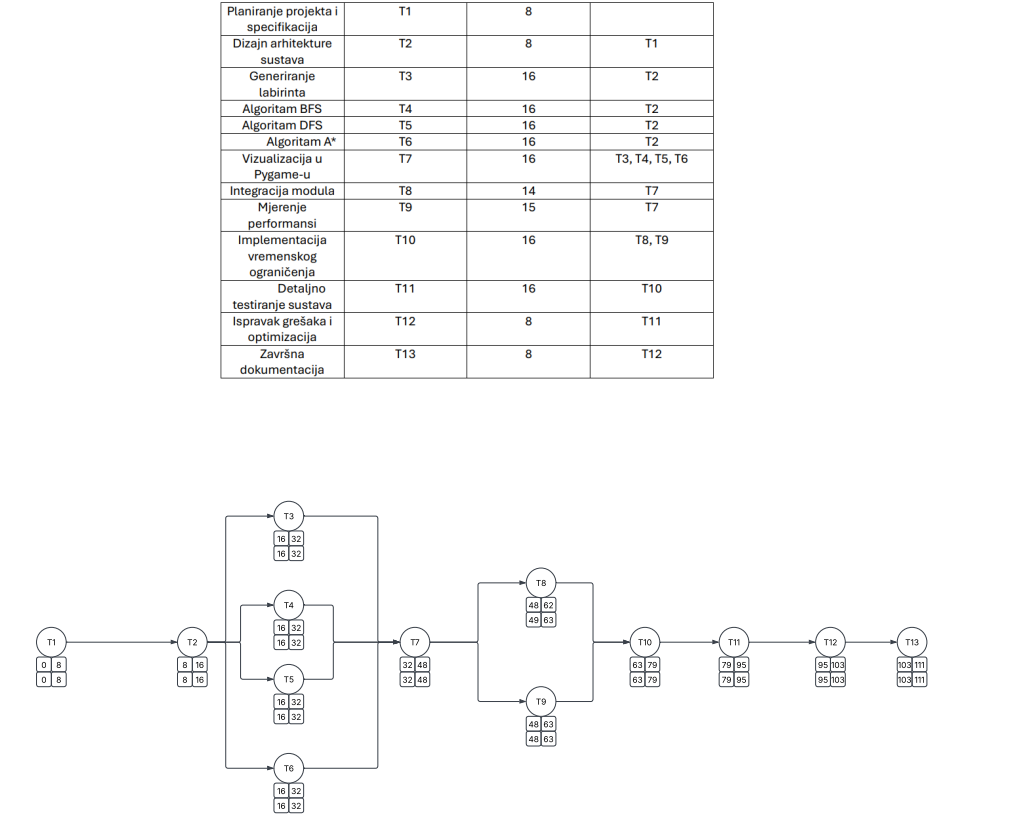 Planiranje projekta i T1 8
specifikacija
Dizajn arhitekture T2 8 T1
sustava
Generiranje T3 16 T2
labirinta
Algoritam BFS T4 16 T2
Algoritam DFS T5 16 T2
Algoritam A* T6 16 T2
Vizualizacija u T7 16 T3, T4, T5, T6
Pygame-u
Integracija modula T8 14 T7
Mjerenje T9 15 T7
performansi
Implementacija T10 16 T8, T9
vremenskog
ograničenja
Detaljno T11 16 T10
testiranje sustava
Ispravak grešaka i T12 8 T11
optimizacija
Završna T13 8 T12
dokumentacija
T3
16 32
16 32
T8
48 62
49 63
T4
16 32
16 32
T1
0 8
0 8
T2
8 16
8 16
T7
32 48
32 48
T10
63 79
63 79
T11
79 95
79 95
T12
95 103
95 103
T13
103 111
103 111
T5
16 32
16 32
T9
48 63
48 63
T6
16 32
16 32